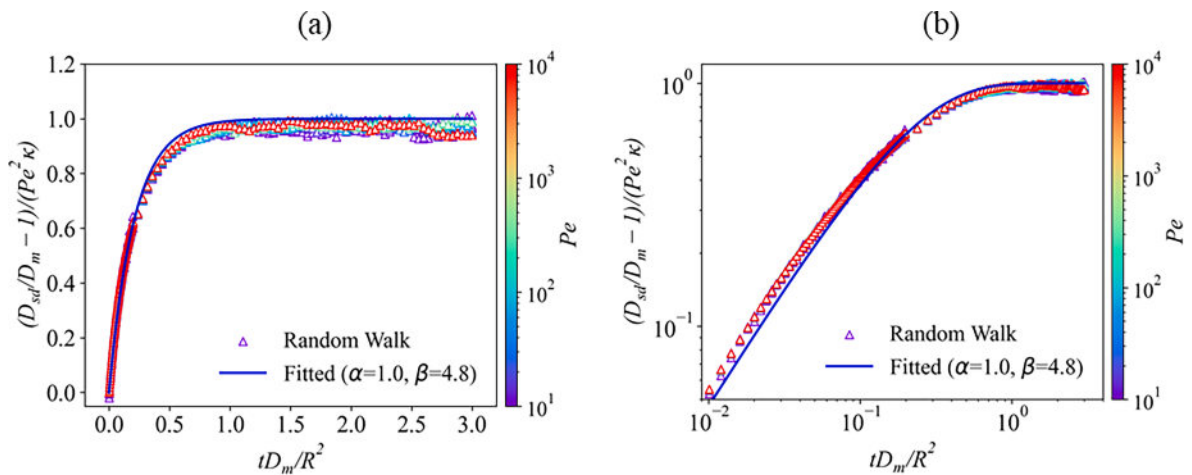 (a)
(D_sd/D_m − 1)/(Pe² κ)
1.2
1.0
0.8
0.6
0.4
0.2
0.0
0.0 0.5 1.0 1.5 2.0 2.5 3.0
tD_m/R²
Random Walk
Fitted (α=1.0, β=4.8)
10⁴
10³
10²
10¹
Pe
(b)
(D_sd/D_m − 1)/(Pe² κ)
10⁰
10⁻¹
10⁻² 10⁻¹ 10⁰
tD_m/R²
Random Walk
Fitted (α=1.0, β=4.8)
10⁴
10³
10²
10¹
Pe